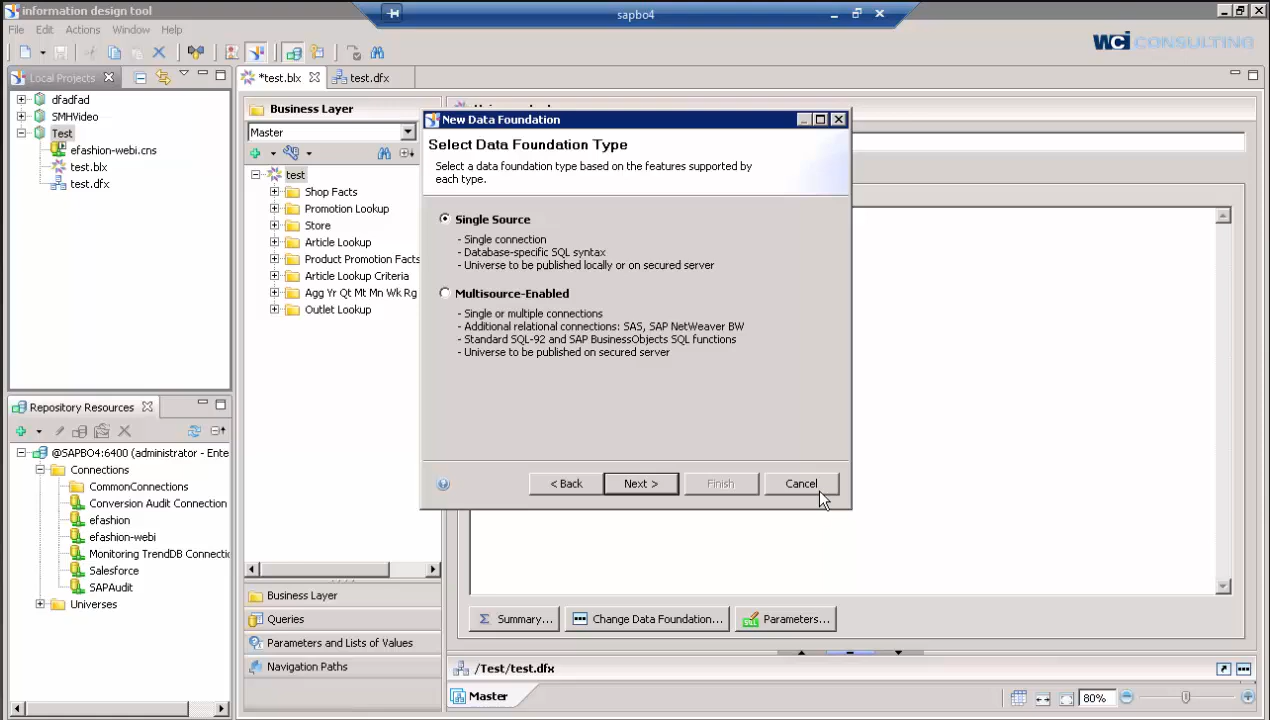 information design tool
sapbo4
File Edit Actions Window Help
WCI CONSULTING
Local Projects
dfadfad
SMHVideo
Test
efashion-webi.cns
test.blx
test.dfx
*test.blx
test.dfx
Business Layer
Master
test
Shop Facts
Promotion Lookup
Store
Article Lookup
Product Promotion Facts
Article Lookup Criteria
Agg Yr Qt Mt Mn Wk Rg
Outlet Lookup
New Data Foundation
Select Data Foundation Type
Select a data foundation type based on the features supported by
each type.
Single Source
- Single connection
- Database-specific SQL syntax
- Universe to be published locally or on secured server
Multisource-Enabled
- Single or multiple connections
- Additional relational connections: SAS, SAP NetWeaver BW
- Standard SQL-92 and SAP BusinessObjects SQL functions
- Universe to be published on secured server
< Back
Next >
Finish
Cancel
Repository Resources
@SAPBO4:6400 (administrator - Ente
Connections
CommonConnections
Conversion Audit Connection
efashion
efashion-webi
Monitoring TrendDB Connectio
Salesforce
SAPAudit
Universes
Business Layer
Queries
Parameters and Lists of Values
Navigation Paths
Summary...
Change Data Foundation...
Parameters...
/Test/test.dfx
Master
80%